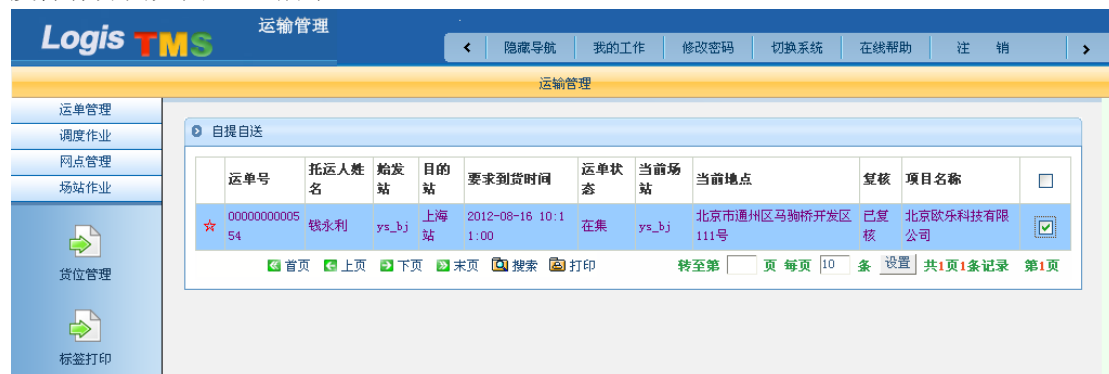 Logis TMS
运输管理
隐藏导航 我的工作 修改密码 切换系统 在线帮助 注 销
运输管理
运单管理
调度作业
网点管理
场站作业
货位管理
标签打印
自提自送
运单号 托运人姓名 始发站 目的站 要求到货时间 运单状态 当前场站 当前地点 复核 项目名称
0000000000554 钱永利 ys_bj 上海站 2012-08-16 10:11:00 在集 ys_bj 北京市通州区马驹桥开发区111号 已复核 北京欧乐科技有限公司
首页 上页 下页 末页 搜索 打印 转至第 页 每页 10 条 设置 共1页1条记录 第1页